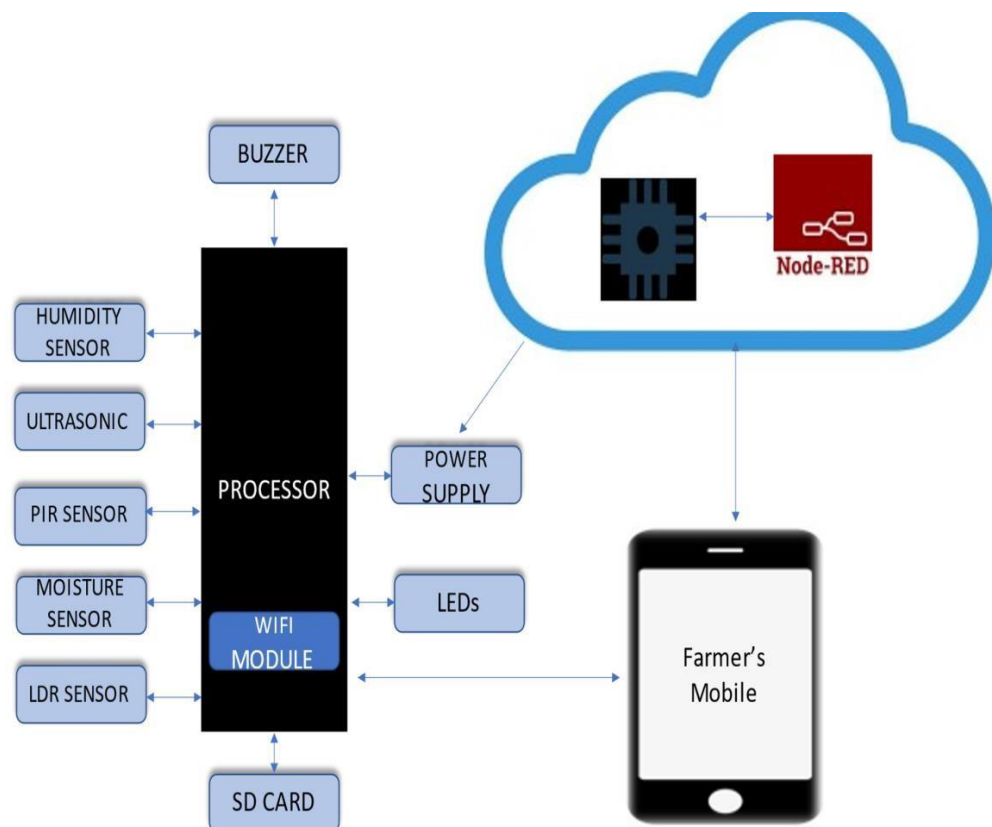 BUZZER
Node-RED
HUMIDITY
SENSOR
ULTRASONIC
POWER
SUPPLY
PROCESSOR
PIR SENSOR
MOISTURE
SENSOR
LEDs
WIFI
MODULE
Farmer's
Mobile
LDR SENSOR
SD CARD